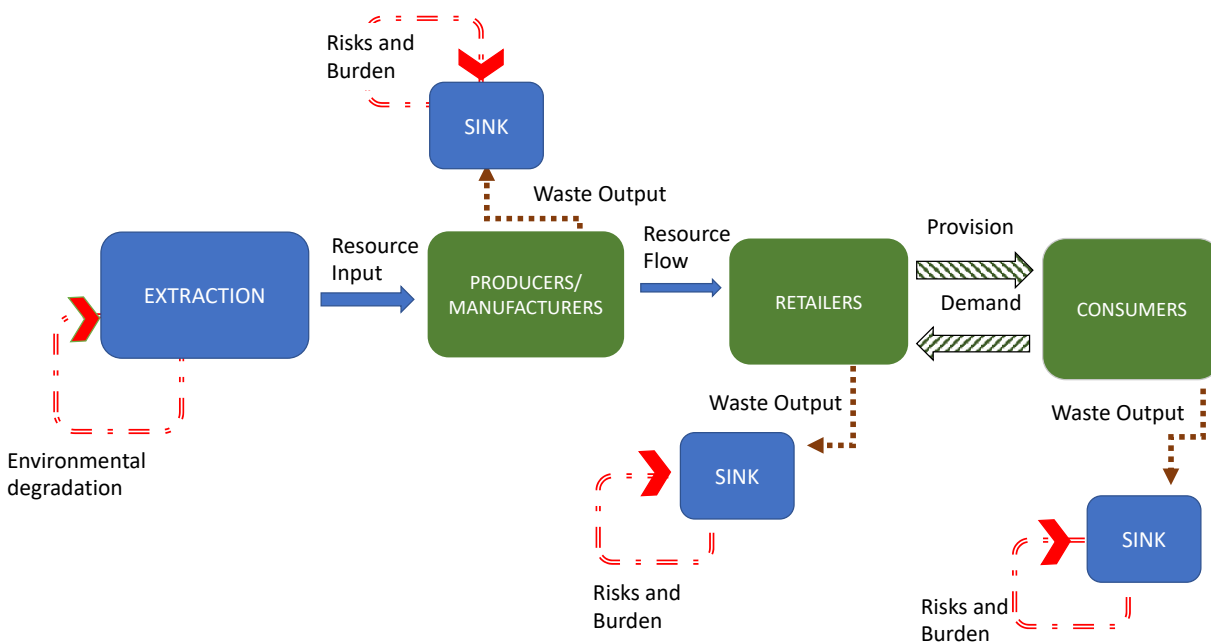 Risks and
Burden
SINK
Waste Output
Resource
Input
Resource
Flow
Provision
EXTRACTION
PRODUCERS/
MANUFACTURERS
RETAILERS
Demand
CONSUMERS
Waste Output
Waste Output
Environmental
degradation
SINK
SINK
Risks and
Burden
Risks and
Burden